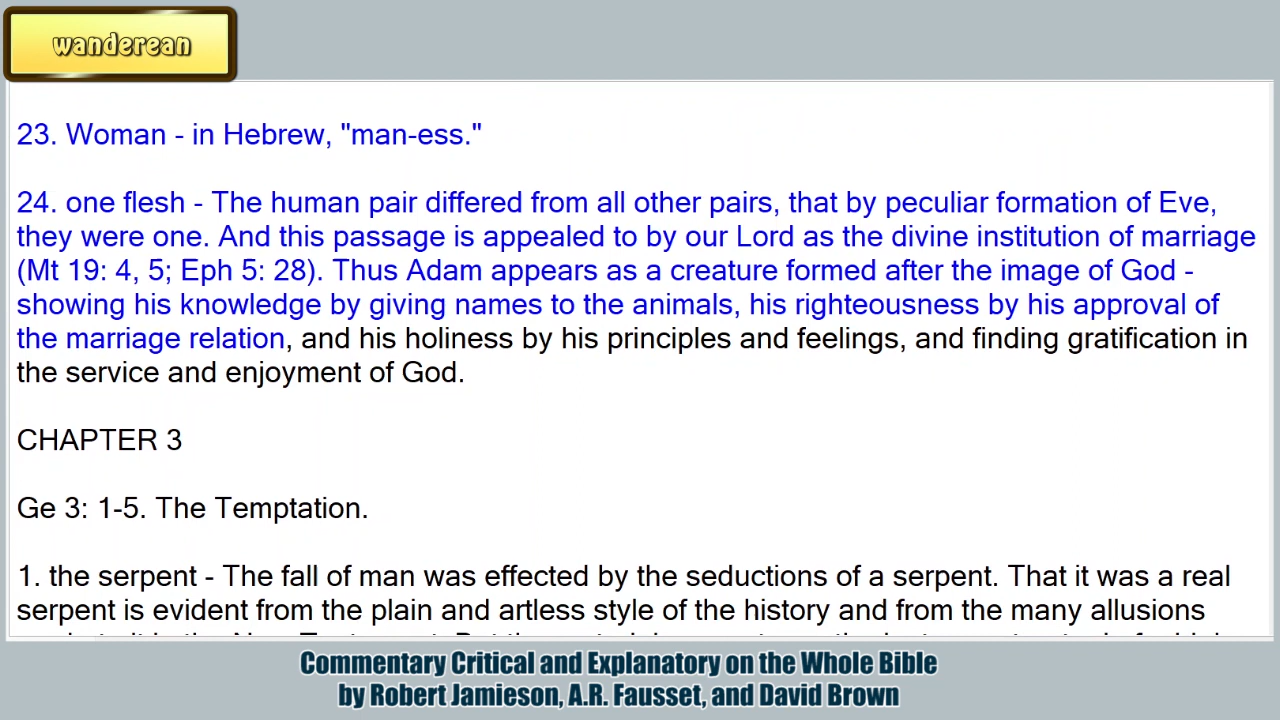 wanderean
23. Woman - in Hebrew, "man-ess."
24. one flesh - The human pair differed from all other pairs, that by peculiar formation of Eve,
they were one. And this passage is appealed to by our Lord as the divine institution of marriage
(Mt 19: 4, 5; Eph 5: 28). Thus Adam appears as a creature formed after the image of God -
showing his knowledge by giving names to the animals, his righteousness by his approval of
the marriage relation, and his holiness by his principles and feelings, and finding gratification in
the service and enjoyment of God.
CHAPTER 3
Ge 3: 1-5. The Temptation.
1. the serpent - The fall of man was effected by the seductions of a serpent. That it was a real
serpent is evident from the plain and artless style of the history and from the many allusions
Commentary Critical and Explanatory on the Whole Bible
by Robert Jamieson, A.R. Fausset, and David Brown